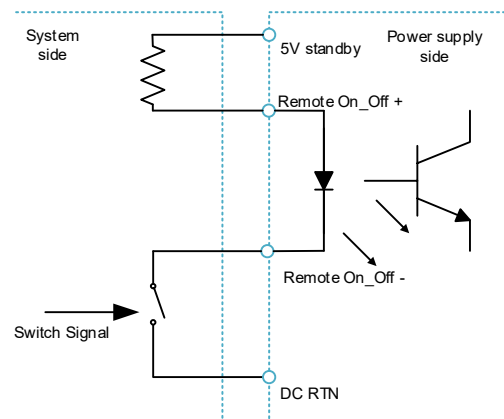 System
side
5V standby
Power supply
side
Remote On_Off +
Remote On_Off -
Switch Signal
DC RTN